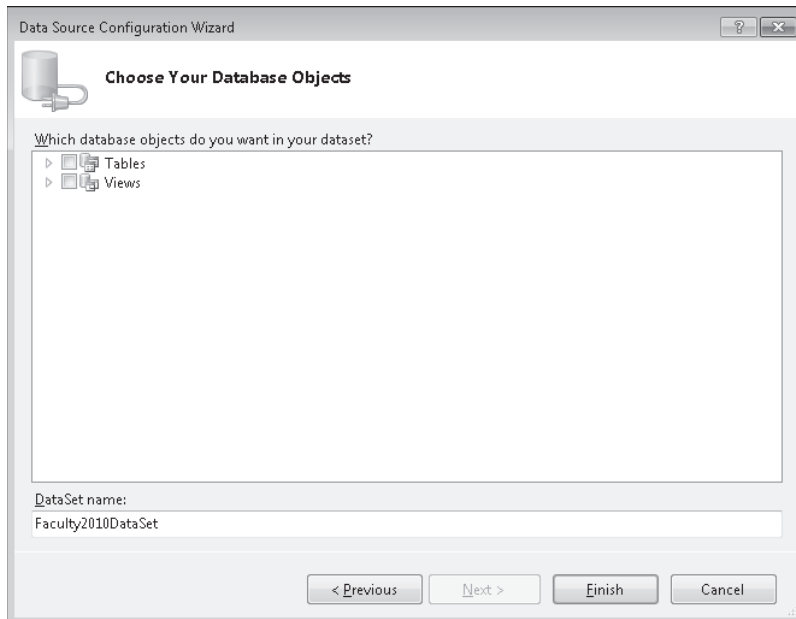 Data Source Configuration Wizard
Choose Your Database Objects
Which database objects do you want in your dataset?
Tables
Views
DataSet name:
Faculty2010DataSet
< Previous Next > Finish Cancel